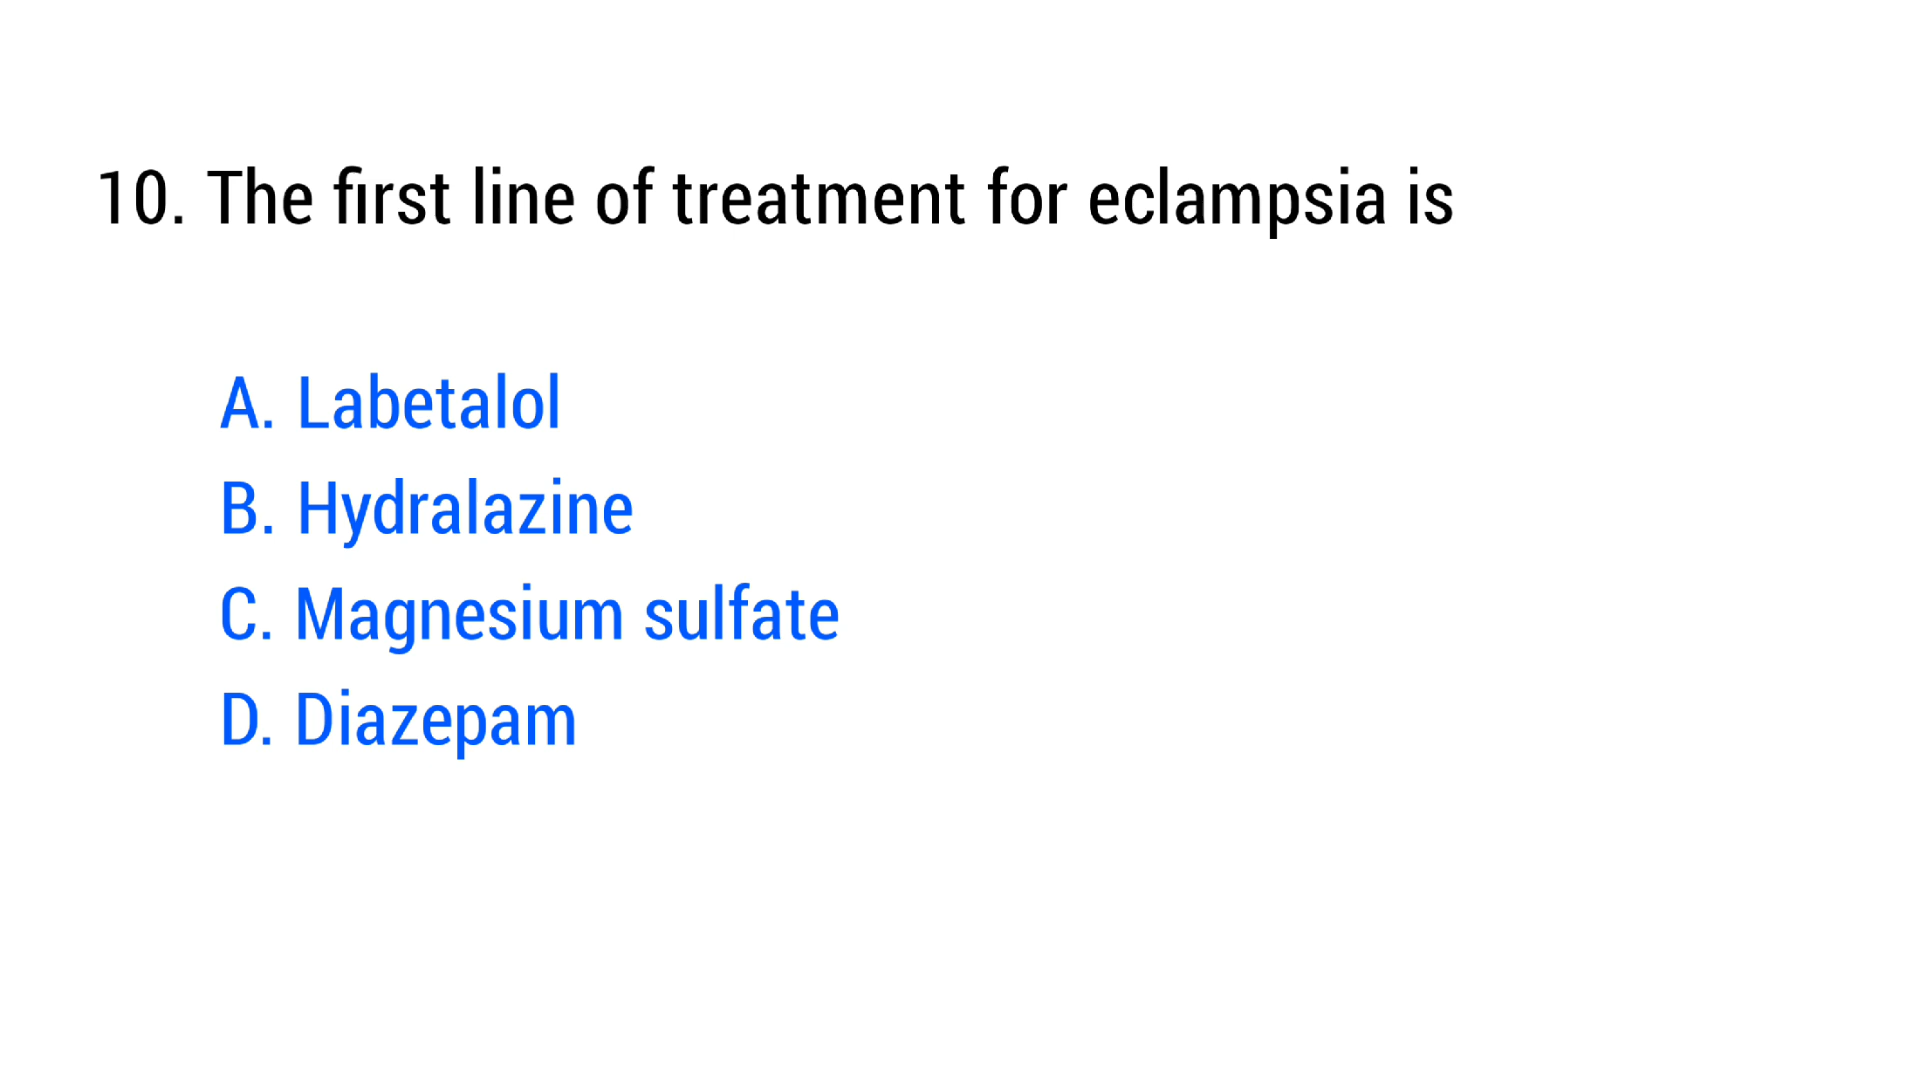 10. The first line of treatment for eclampsia is
A. Labetalol
B. Hydralazine
C. Magnesium sulfate
D. Diazepam